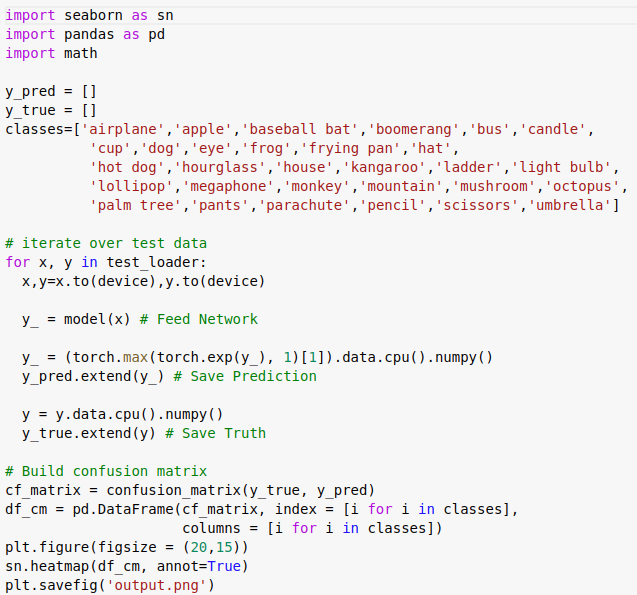 import seaborn as sn
import pandas as pd
import math

y_pred = []
y_true = []
classes=['airplane','apple','baseball bat','boomerang','bus','candle',
          'cup','dog','eye','frog','frying pan','hat',
          'hot dog','hourglass','house','kangaroo','ladder','light bulb',
          'lollipop','megaphone','monkey','mountain','mushroom','octopus',
          'palm tree','pants','parachute','pencil','scissors','umbrella']

# iterate over test data
for x, y in test_loader:
  x,y=x.to(device),y.to(device)

  y_ = model(x) # Feed Network

  y_ = (torch.max(torch.exp(y_), 1)[1]).data.cpu().numpy()
  y_pred.extend(y_) # Save Prediction

  y = y.data.cpu().numpy()
  y_true.extend(y) # Save Truth

# Build confusion matrix
cf_matrix = confusion_matrix(y_true, y_pred)
df_cm = pd.DataFrame(cf_matrix, index = [i for i in classes],
                     columns = [i for i in classes])
plt.figure(figsize = (20,15))
sn.heatmap(df_cm, annot=True)
plt.savefig('output.png')